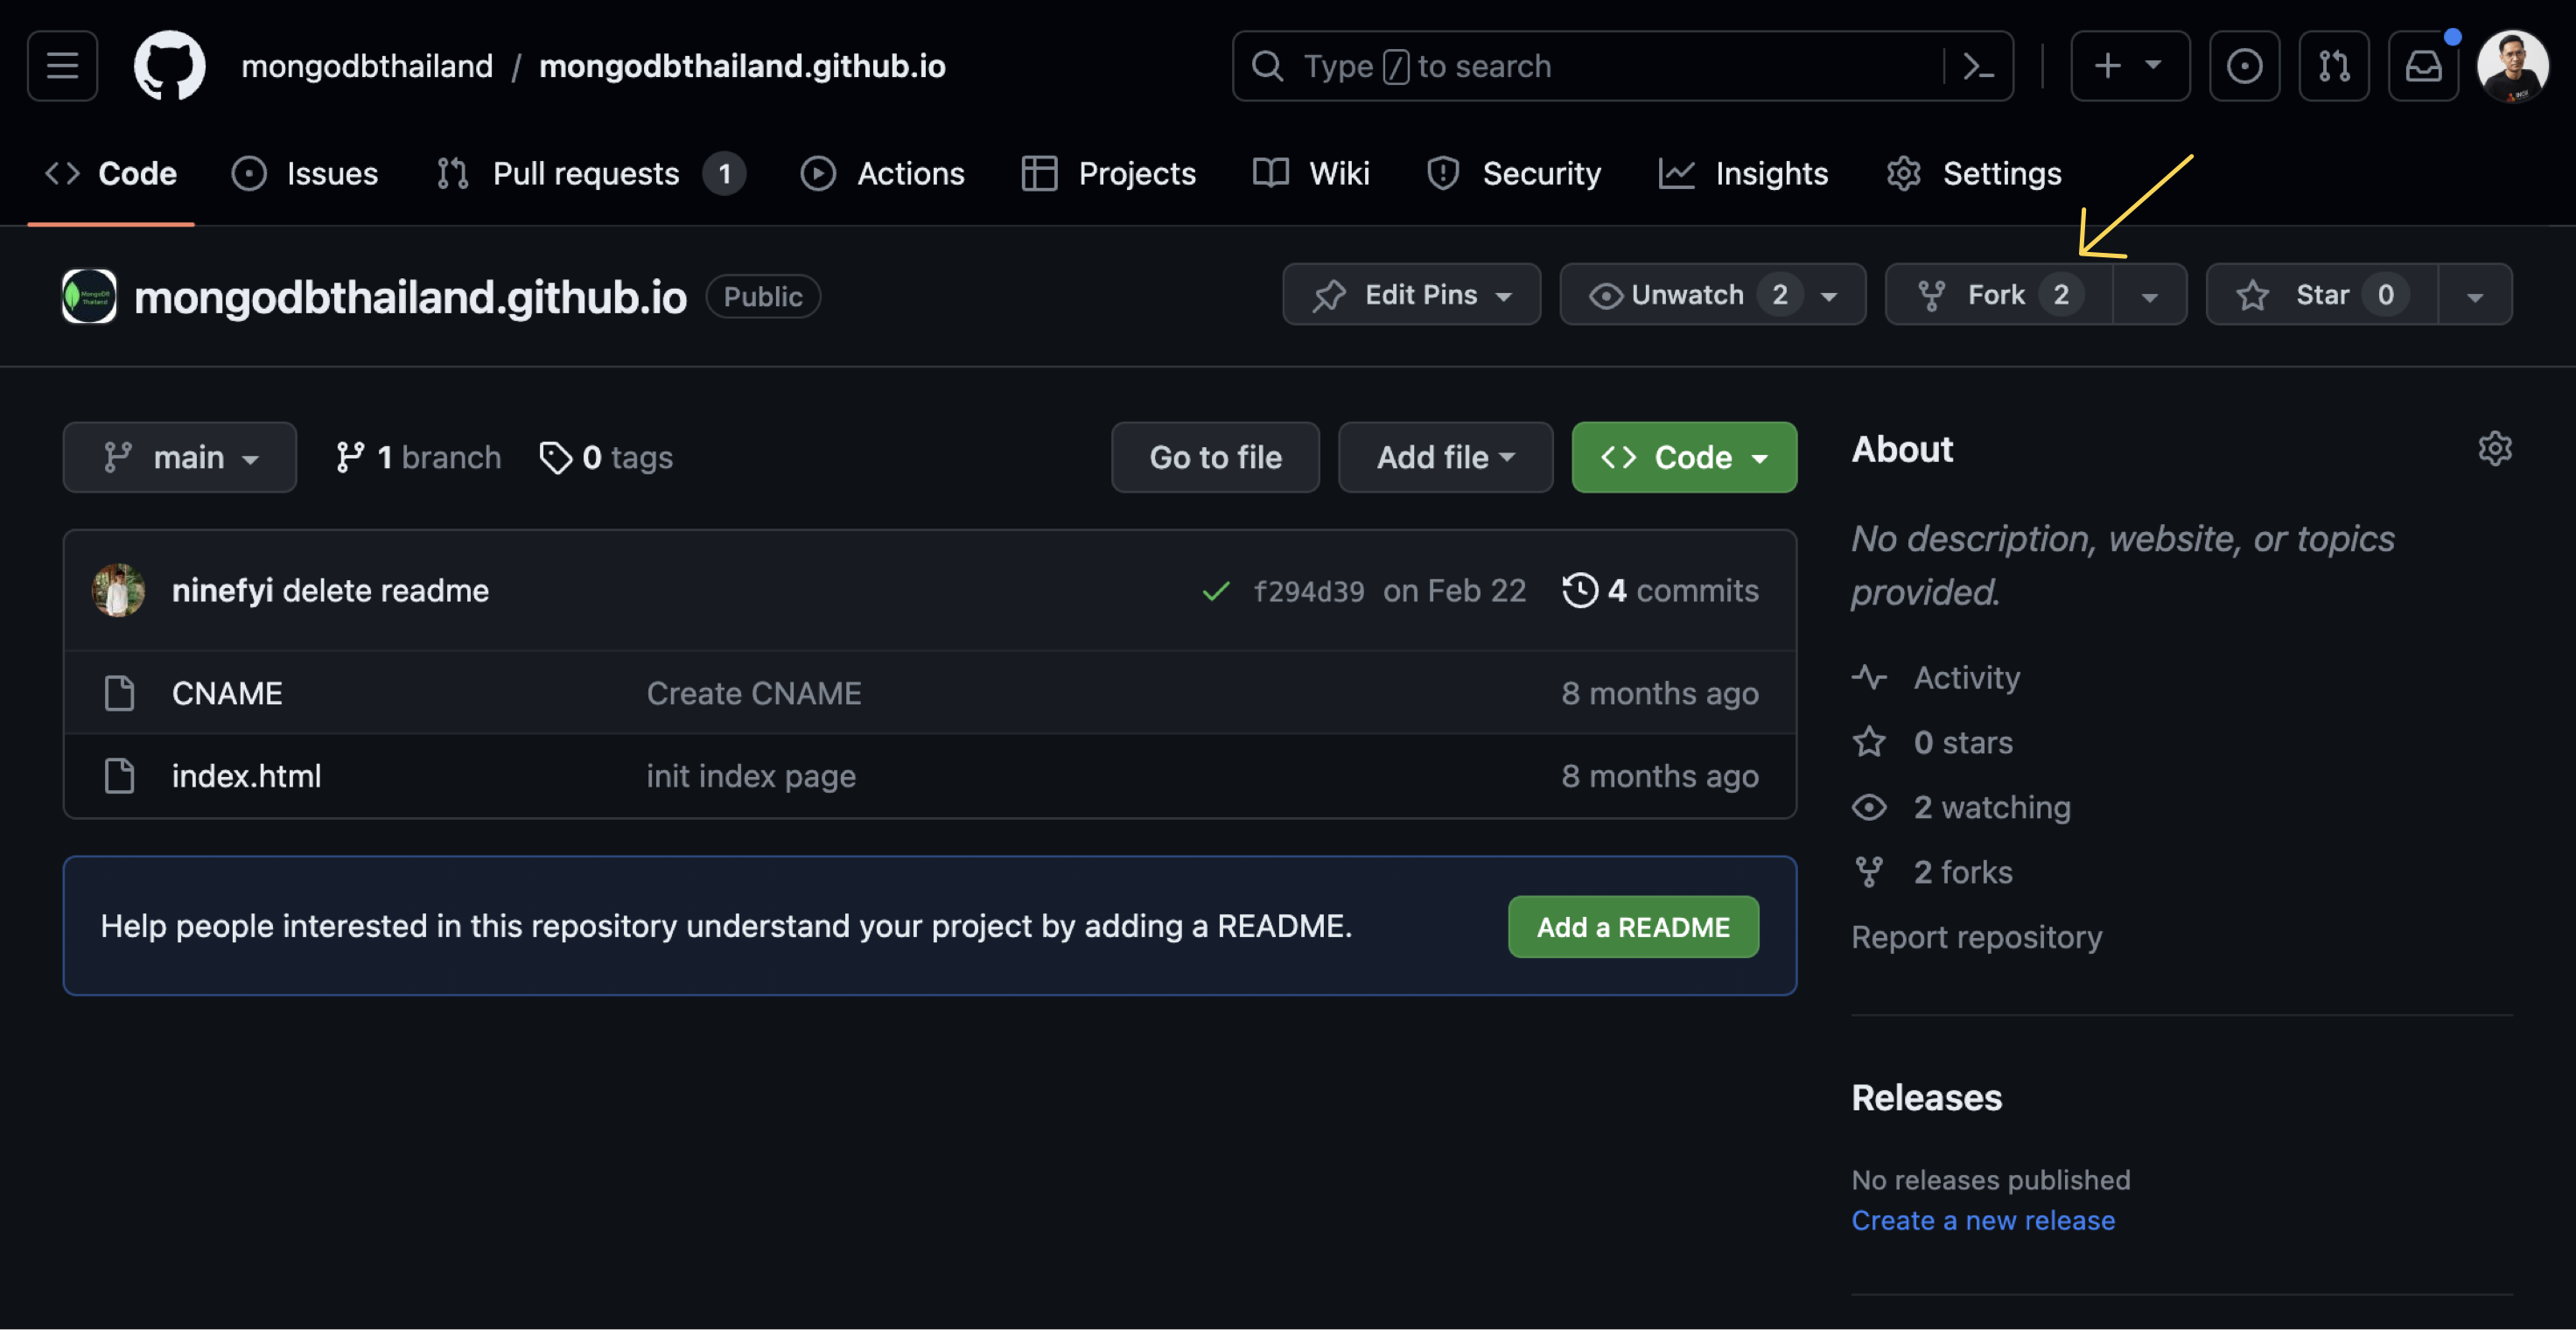 mongodbthailand / mongodbthailand.github.io
Type / to search
Code
Issues
Pull requests 1
Actions
Projects
Wiki
Security
Insights
Settings
MongoDB
Thailand
mongodbthailand.github.io Public
Edit Pins
Unwatch 2
Fork 2
Star 0
main
1 branch
0 tags
Go to file
Add file
Code
ninefyi delete readme
f294d39 on Feb 22
4 commits
CNAME
Create CNAME
8 months ago
index.html
init index page
8 months ago
Help people interested in this repository understand your project by adding a README.
Add a README
About
No description, website, or topics
provided.
Activity
0 stars
2 watching
2 forks
Report repository
Releases
No releases published
Create a new release